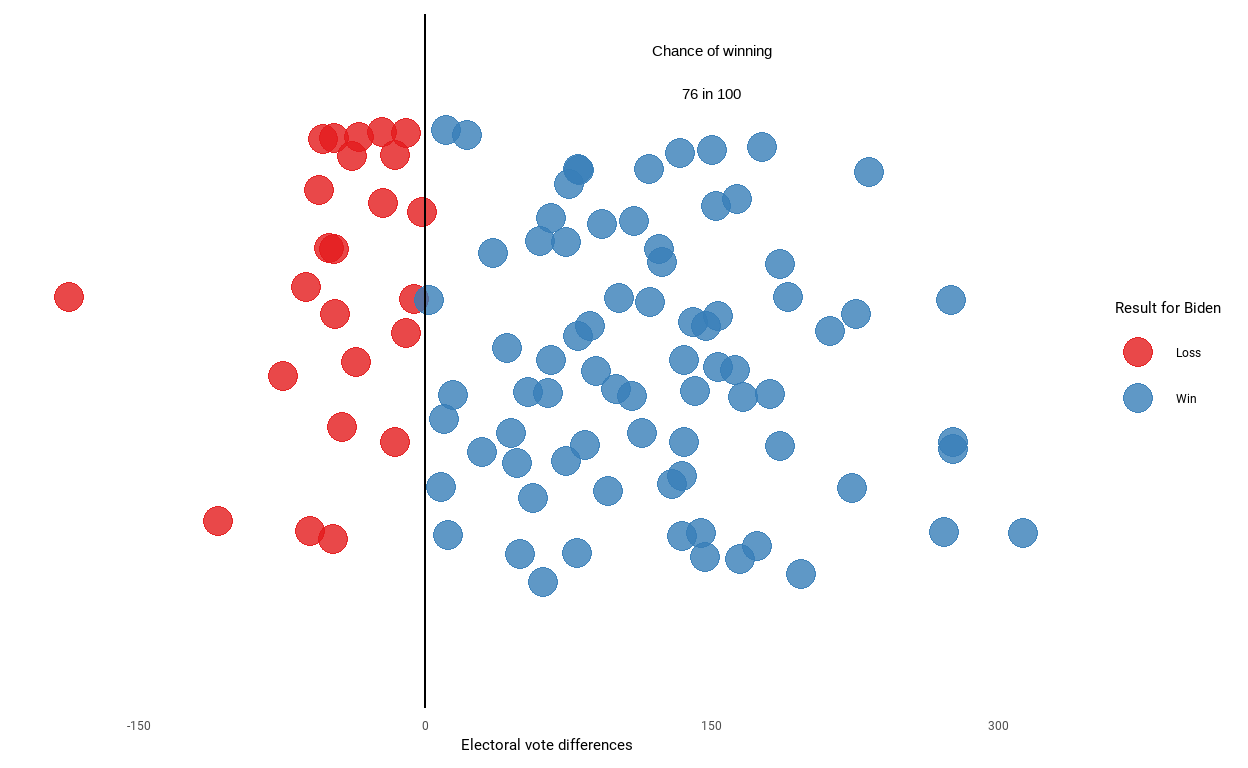 Chance of winning
76 in 100
Result for Biden
Loss
Win
-150
0
150
300
Electoral vote differences